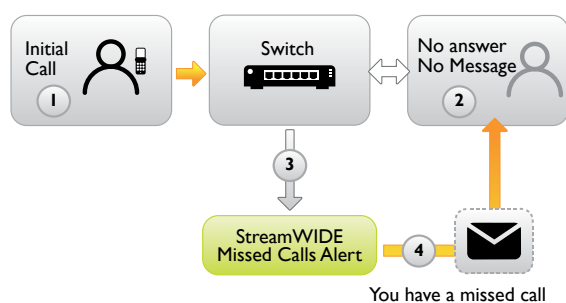 Initial
Call
1
Switch
No answer
No Message
2
3
StreamWIDE
Missed Calls Alert
4
You have a missed call